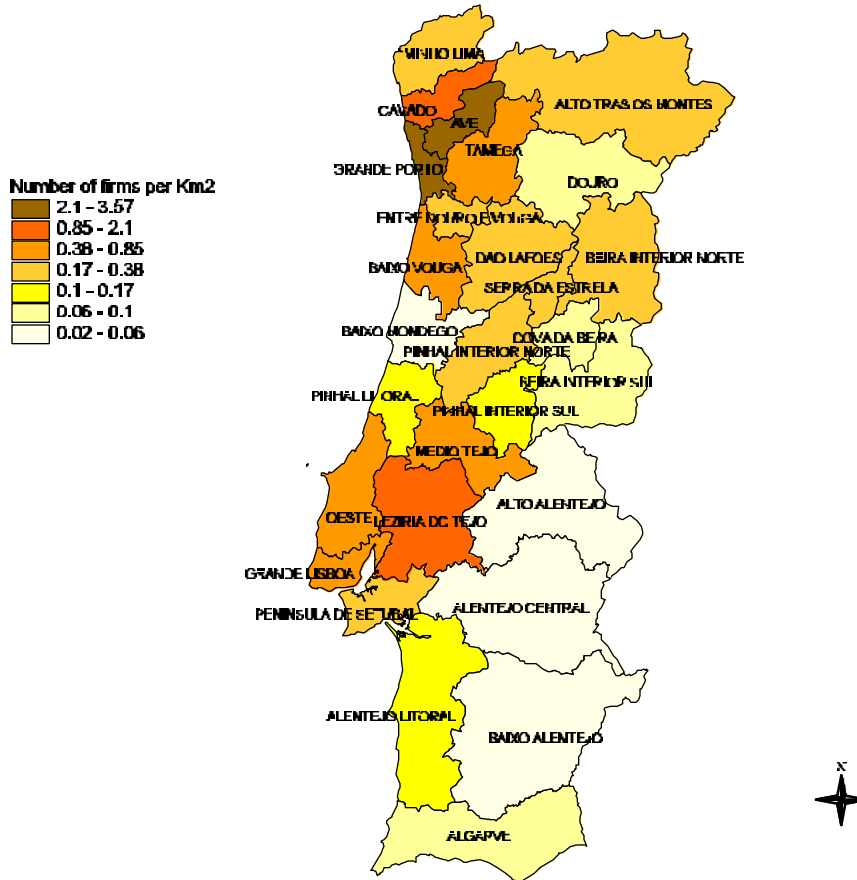 MINHO LIMA
CAVADO
ALTO TRAS OS MONTES
AVE
TAMEGA
GRANDE PORTO
DOURO
Number of firms per Km2
2.1 - 3.57
0.85 - 2.1
0.38 - 0.85
0.17 - 0.38
0.1 - 0.17
0.06 - 0.1
0.02 - 0.06
ENTRE DOURO E VOUGA
BAIXO VOUGA
DAO LAFOES
BEIRA INTERIOR NORTE
SERRA DA ESTRELA
BAIXO MONDEGO
COVA DA BEIRA
PINHAL INTERIOR NORTE
BEIRA INTERIOR SUL
PINHAL LITORAL
PINHAL INTERIOR SUL
MEDIO TEJO
ALTO ALENTEJO
OESTE
LEZIRIA DO TEJO
GRANDE LISBOA
PENINSULA DE SETUBAL
ALENTEJO CENTRAL
ALENTEJO LITORAL
BAIXO ALENTEJO
N
ALGARVE